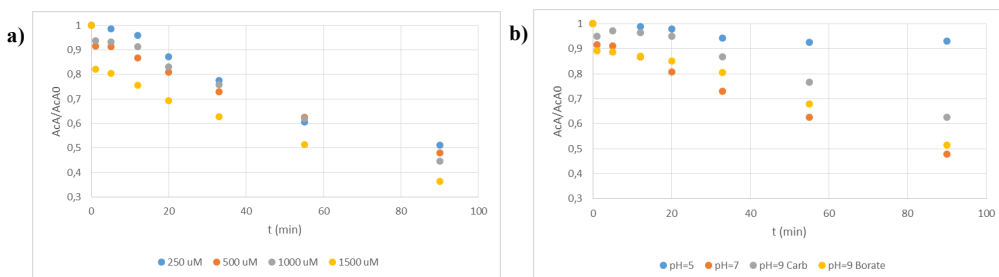 a)
1
0,9
0,8
0,7
0,6
0,5
0,4
0,3
AcA/AcA0
0 20 40 60 80 100
t (min)
250 uM 500 uM 1000 uM 1500 uM
b)
1
0,9
0,8
0,7
0,6
0,5
0,4
0,3
AcA/AcA0
0 20 40 60 80 100
t (min)
pH=5 pH=7 pH=9 Carb pH=9 Borate